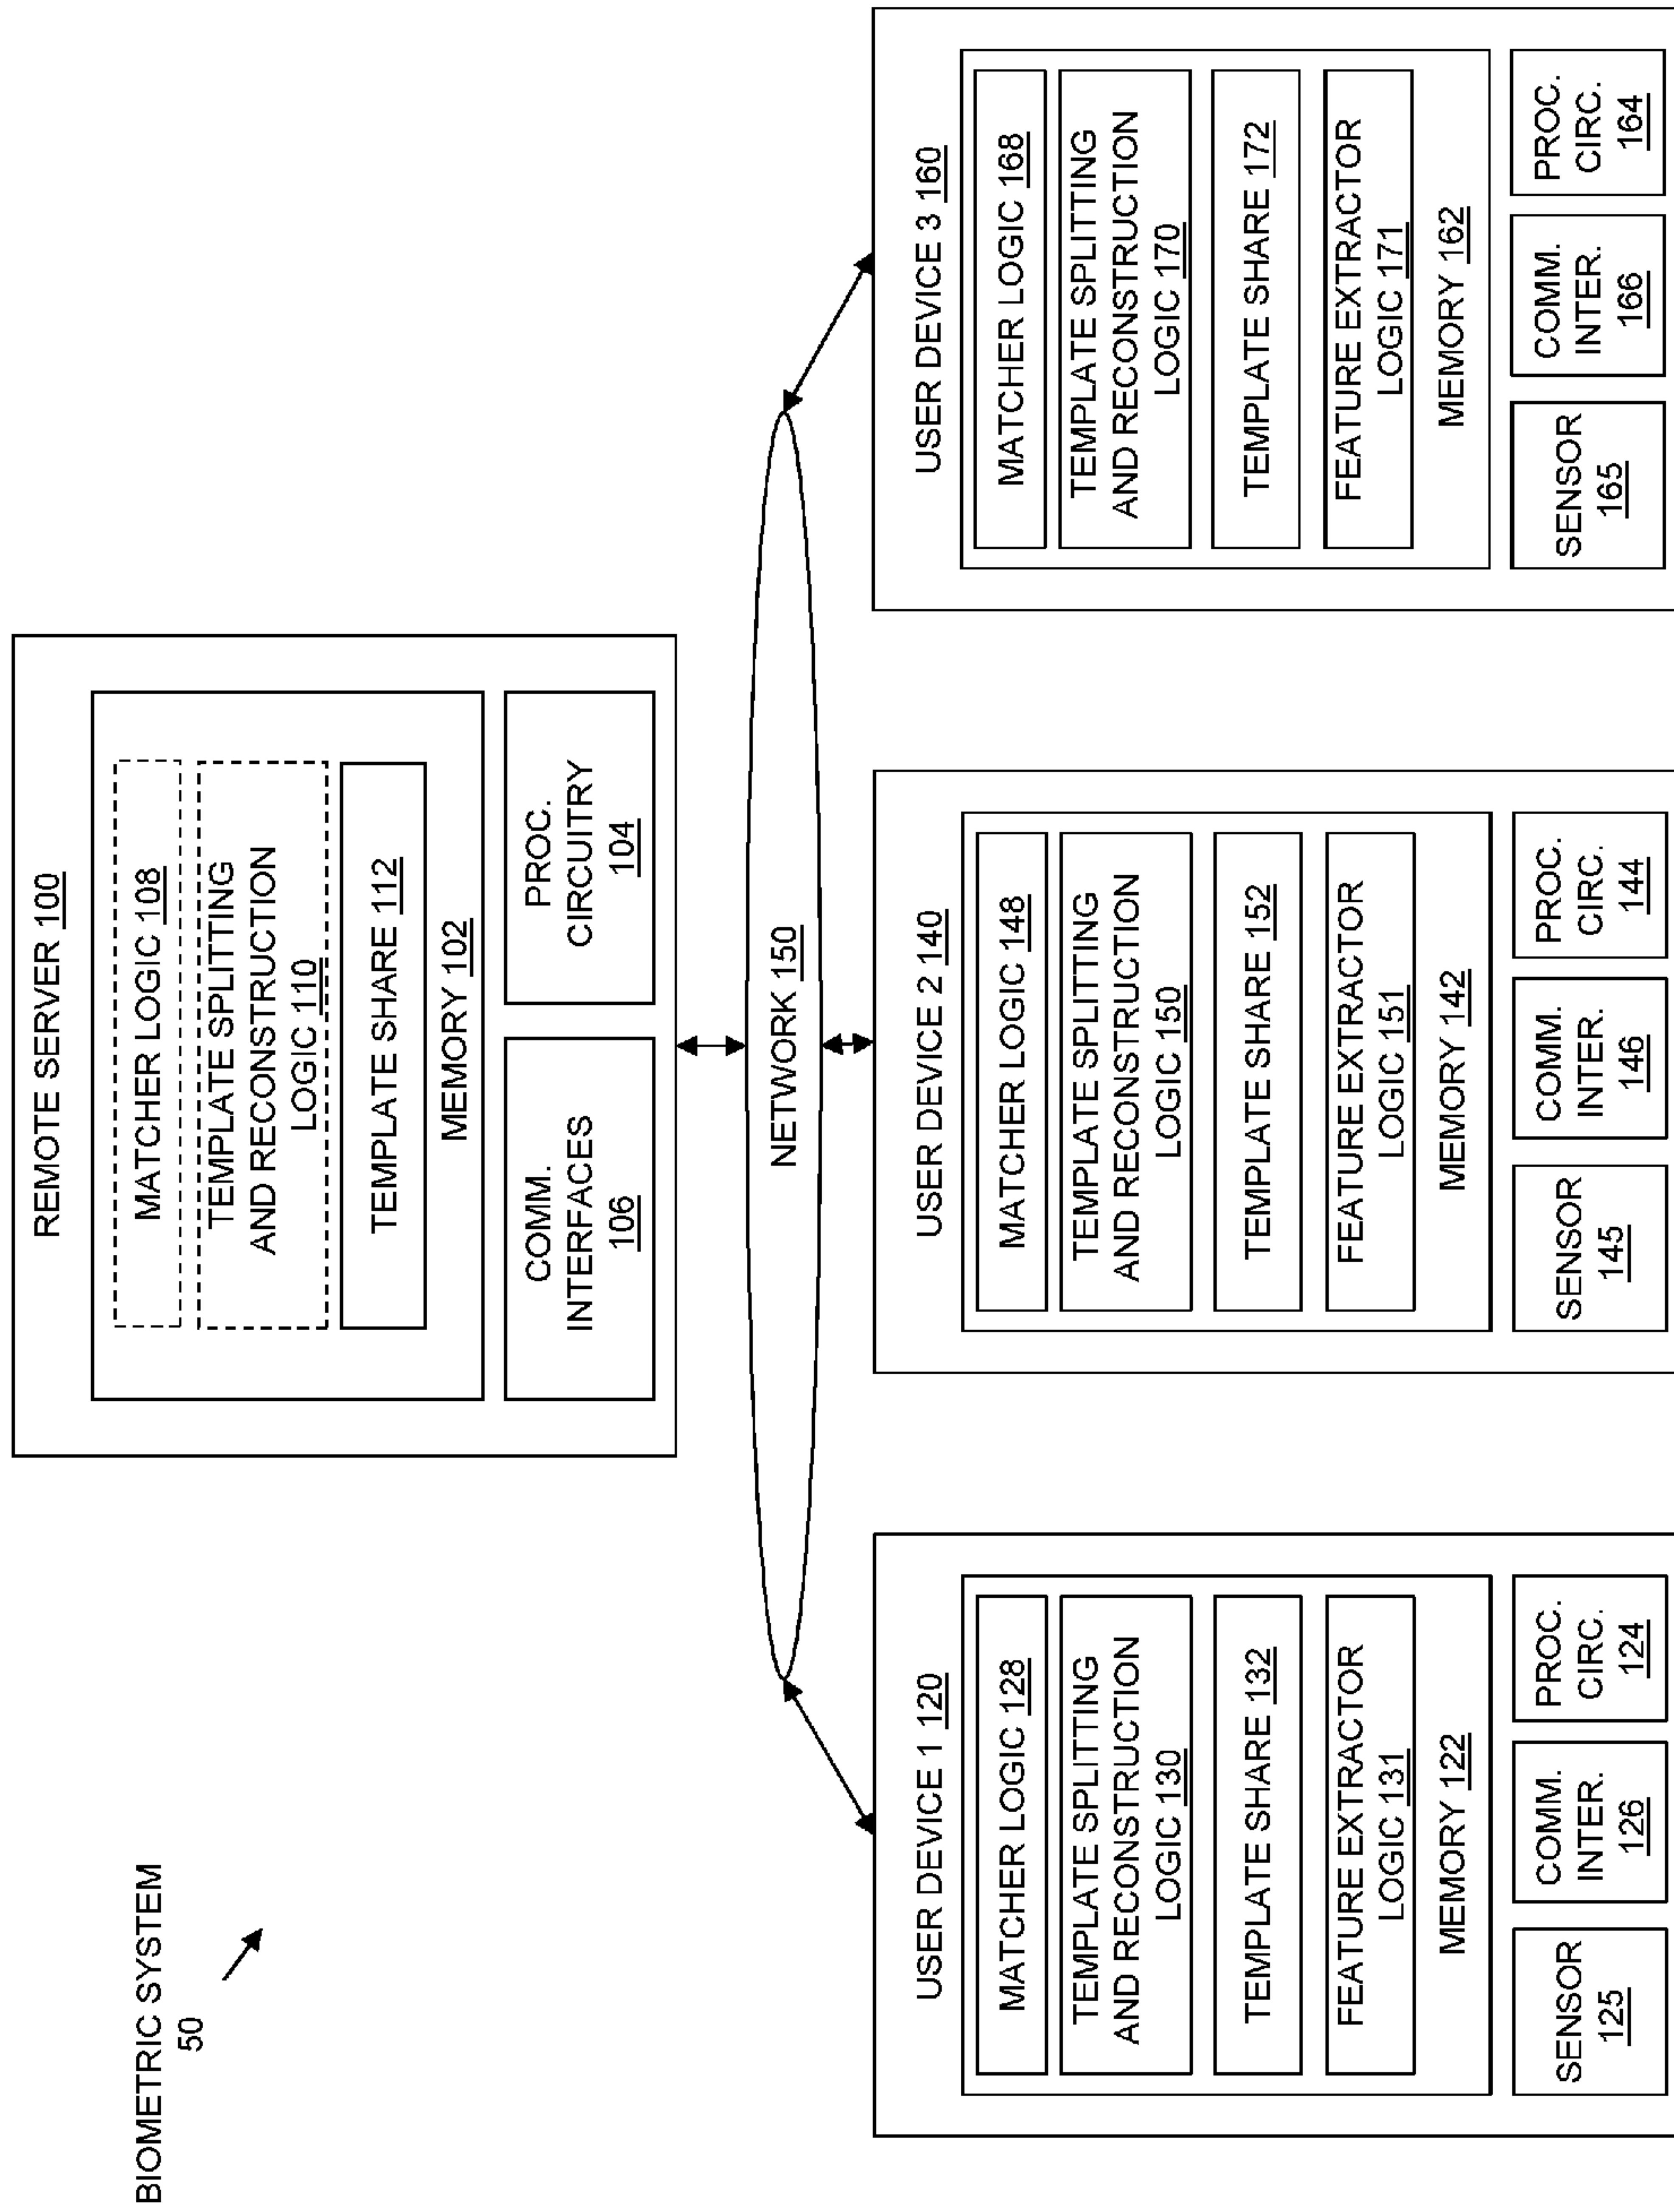 BIOMETRIC SYSTEM
50
REMOTE SERVER 100
MATCHER LOGIC 108
TEMPLATE SPLITTING
AND RECONSTRUCTION
LOGIC 110
TEMPLATE SHARE 112
MEMORY 102
COMM.
INTERFACES
106
PROC.
CIRCUITRY
104
NETWORK 150
USER DEVICE 1 120
MATCHER LOGIC 128
TEMPLATE SPLITTING
AND RECONSTRUCTION
LOGIC 130
TEMPLATE SHARE 132
FEATURE EXTRACTOR
LOGIC 131
MEMORY 122
SENSOR
125
COMM.
INTER.
126
PROC.
CIRC.
124
USER DEVICE 2 140
MATCHER LOGIC 148
TEMPLATE SPLITTING
AND RECONSTRUCTION
LOGIC 150
TEMPLATE SHARE 152
FEATURE EXTRACTOR
LOGIC 151
MEMORY 142
SENSOR
145
COMM.
INTER.
146
PROC.
CIRC.
144
USER DEVICE 3 160
MATCHER LOGIC 168
TEMPLATE SPLITTING
AND RECONSTRUCTION
LOGIC 170
TEMPLATE SHARE 172
FEATURE EXTRACTOR
LOGIC 171
MEMORY 162
SENSOR
165
COMM.
INTER.
166
PROC.
CIRC.
164